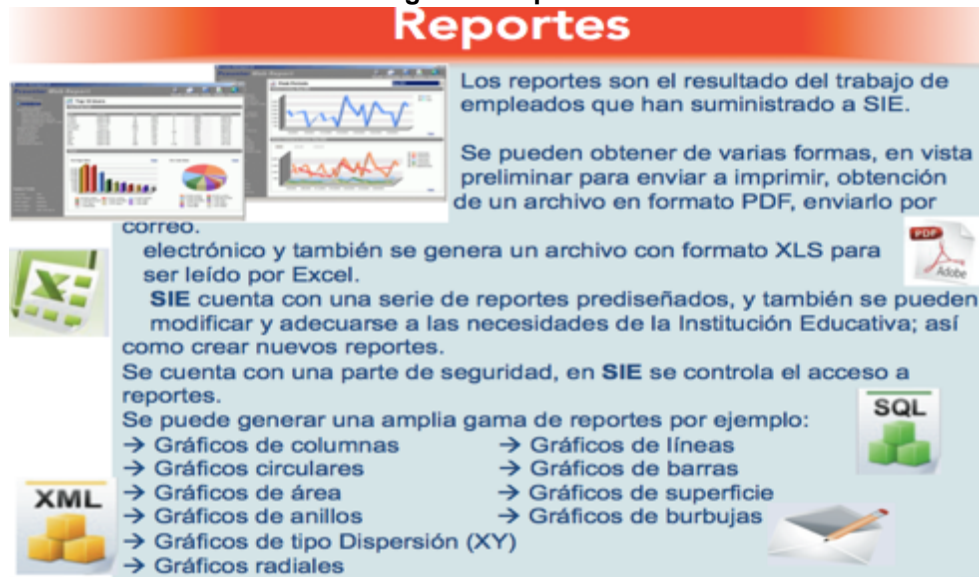 Reportes
Los reportes son el resultado del trabajo de
empleados que han suministrado a SIE.
Se pueden obtener de varias formas, en vista
preliminar para enviar a imprimir, obtención
de un archivo en formato PDF, enviarlo por
correo.
electrónico y también se genera un archivo con formato XLS para
ser leído por Excel.
SIE cuenta con una serie de reportes prediseñados, y también se pueden
modificar y adecuarse a las necesidades de la Institución Educativa; así
como crear nuevos reportes.
Se cuenta con una parte de seguridad, en SIE se controla el acceso a
reportes.
Se puede generar una amplia gama de reportes por ejemplo:
→ Gráficos de columnas
→ Gráficos circulares
→ Gráficos de área
→ Gráficos de anillos
→ Gráficos de tipo Dispersión (XY)
→ Gráficos radiales
→ Gráficos de líneas
→ Gráficos de barras
→ Gráficos de superficie
→ Gráficos de burbujas
PDF
Adobe
SQL
XML